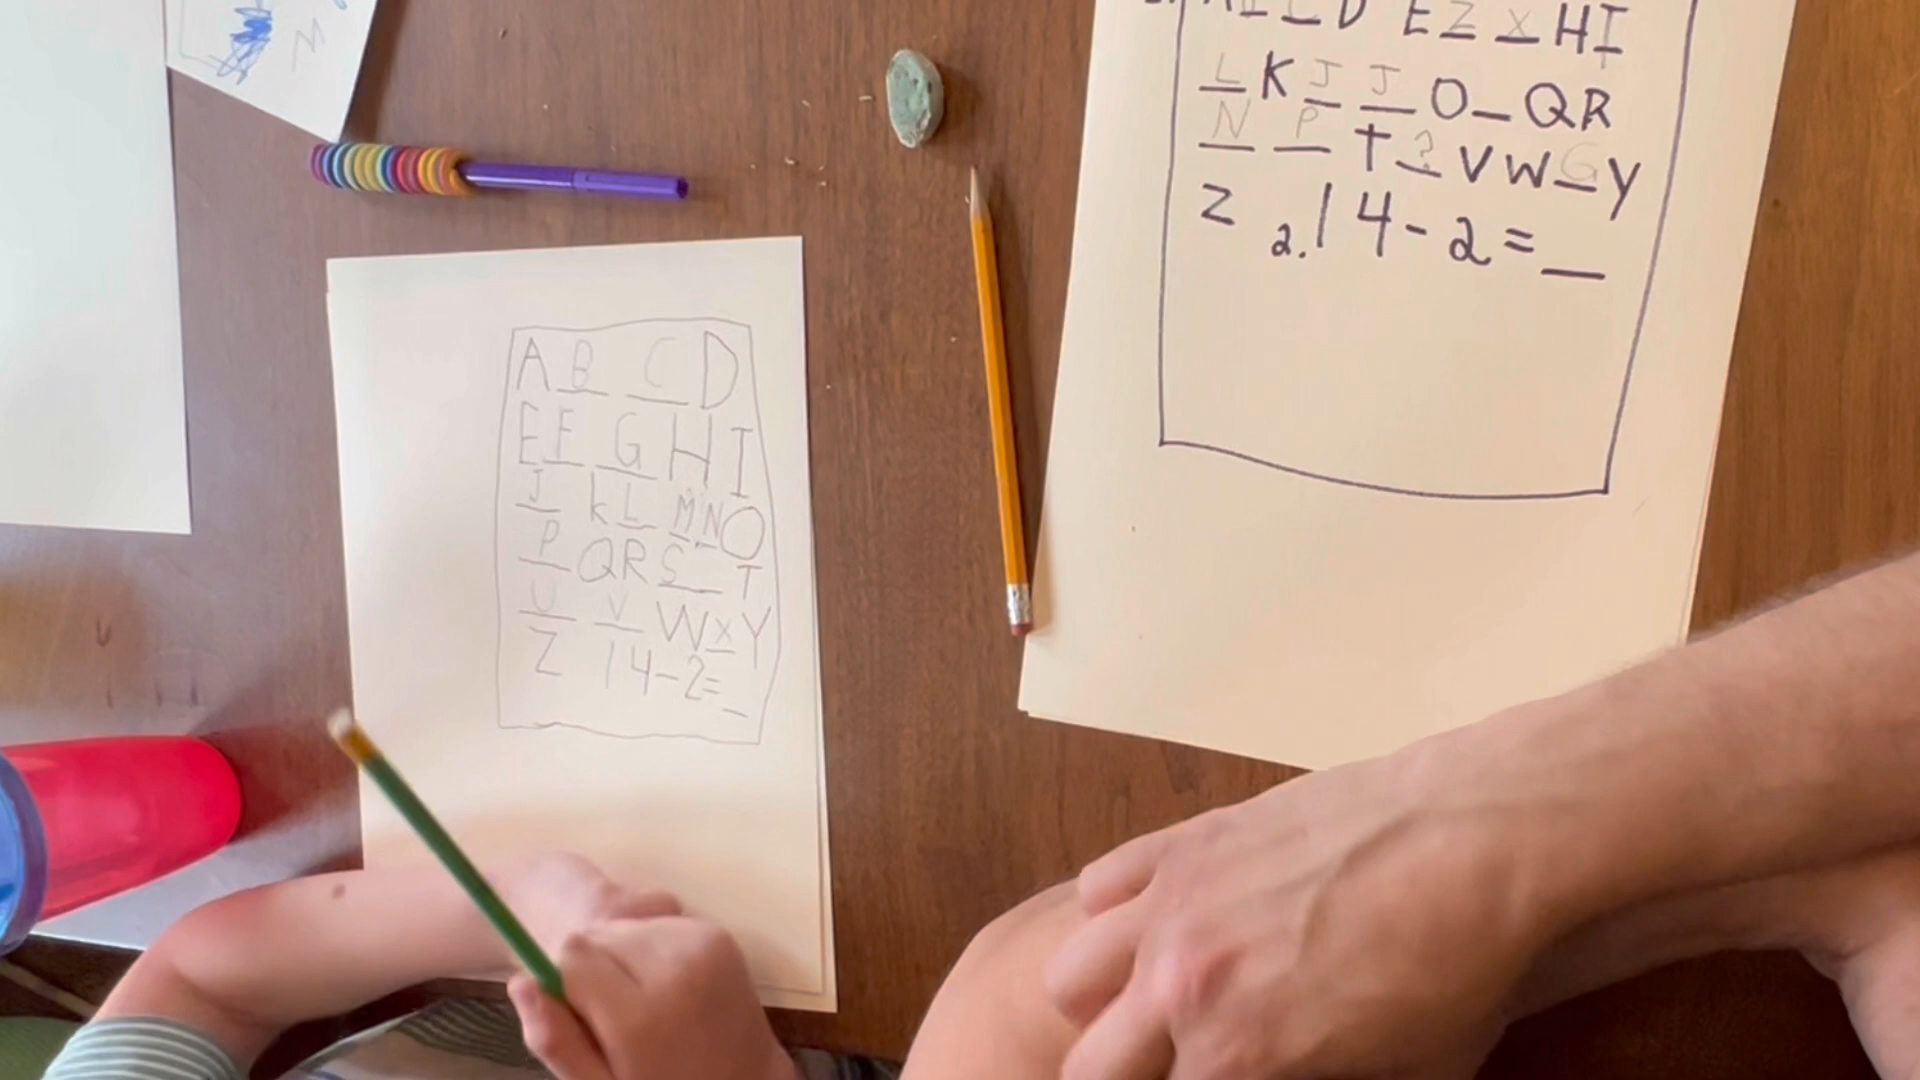 M
A B C D
E F G H I
J K L M N O
P Q R S T
U V W X Y
Z 14-2=_
D E Z X H I
L K J J O _ Q R
N P T ? V W G Y
Z 2. 14-2=_